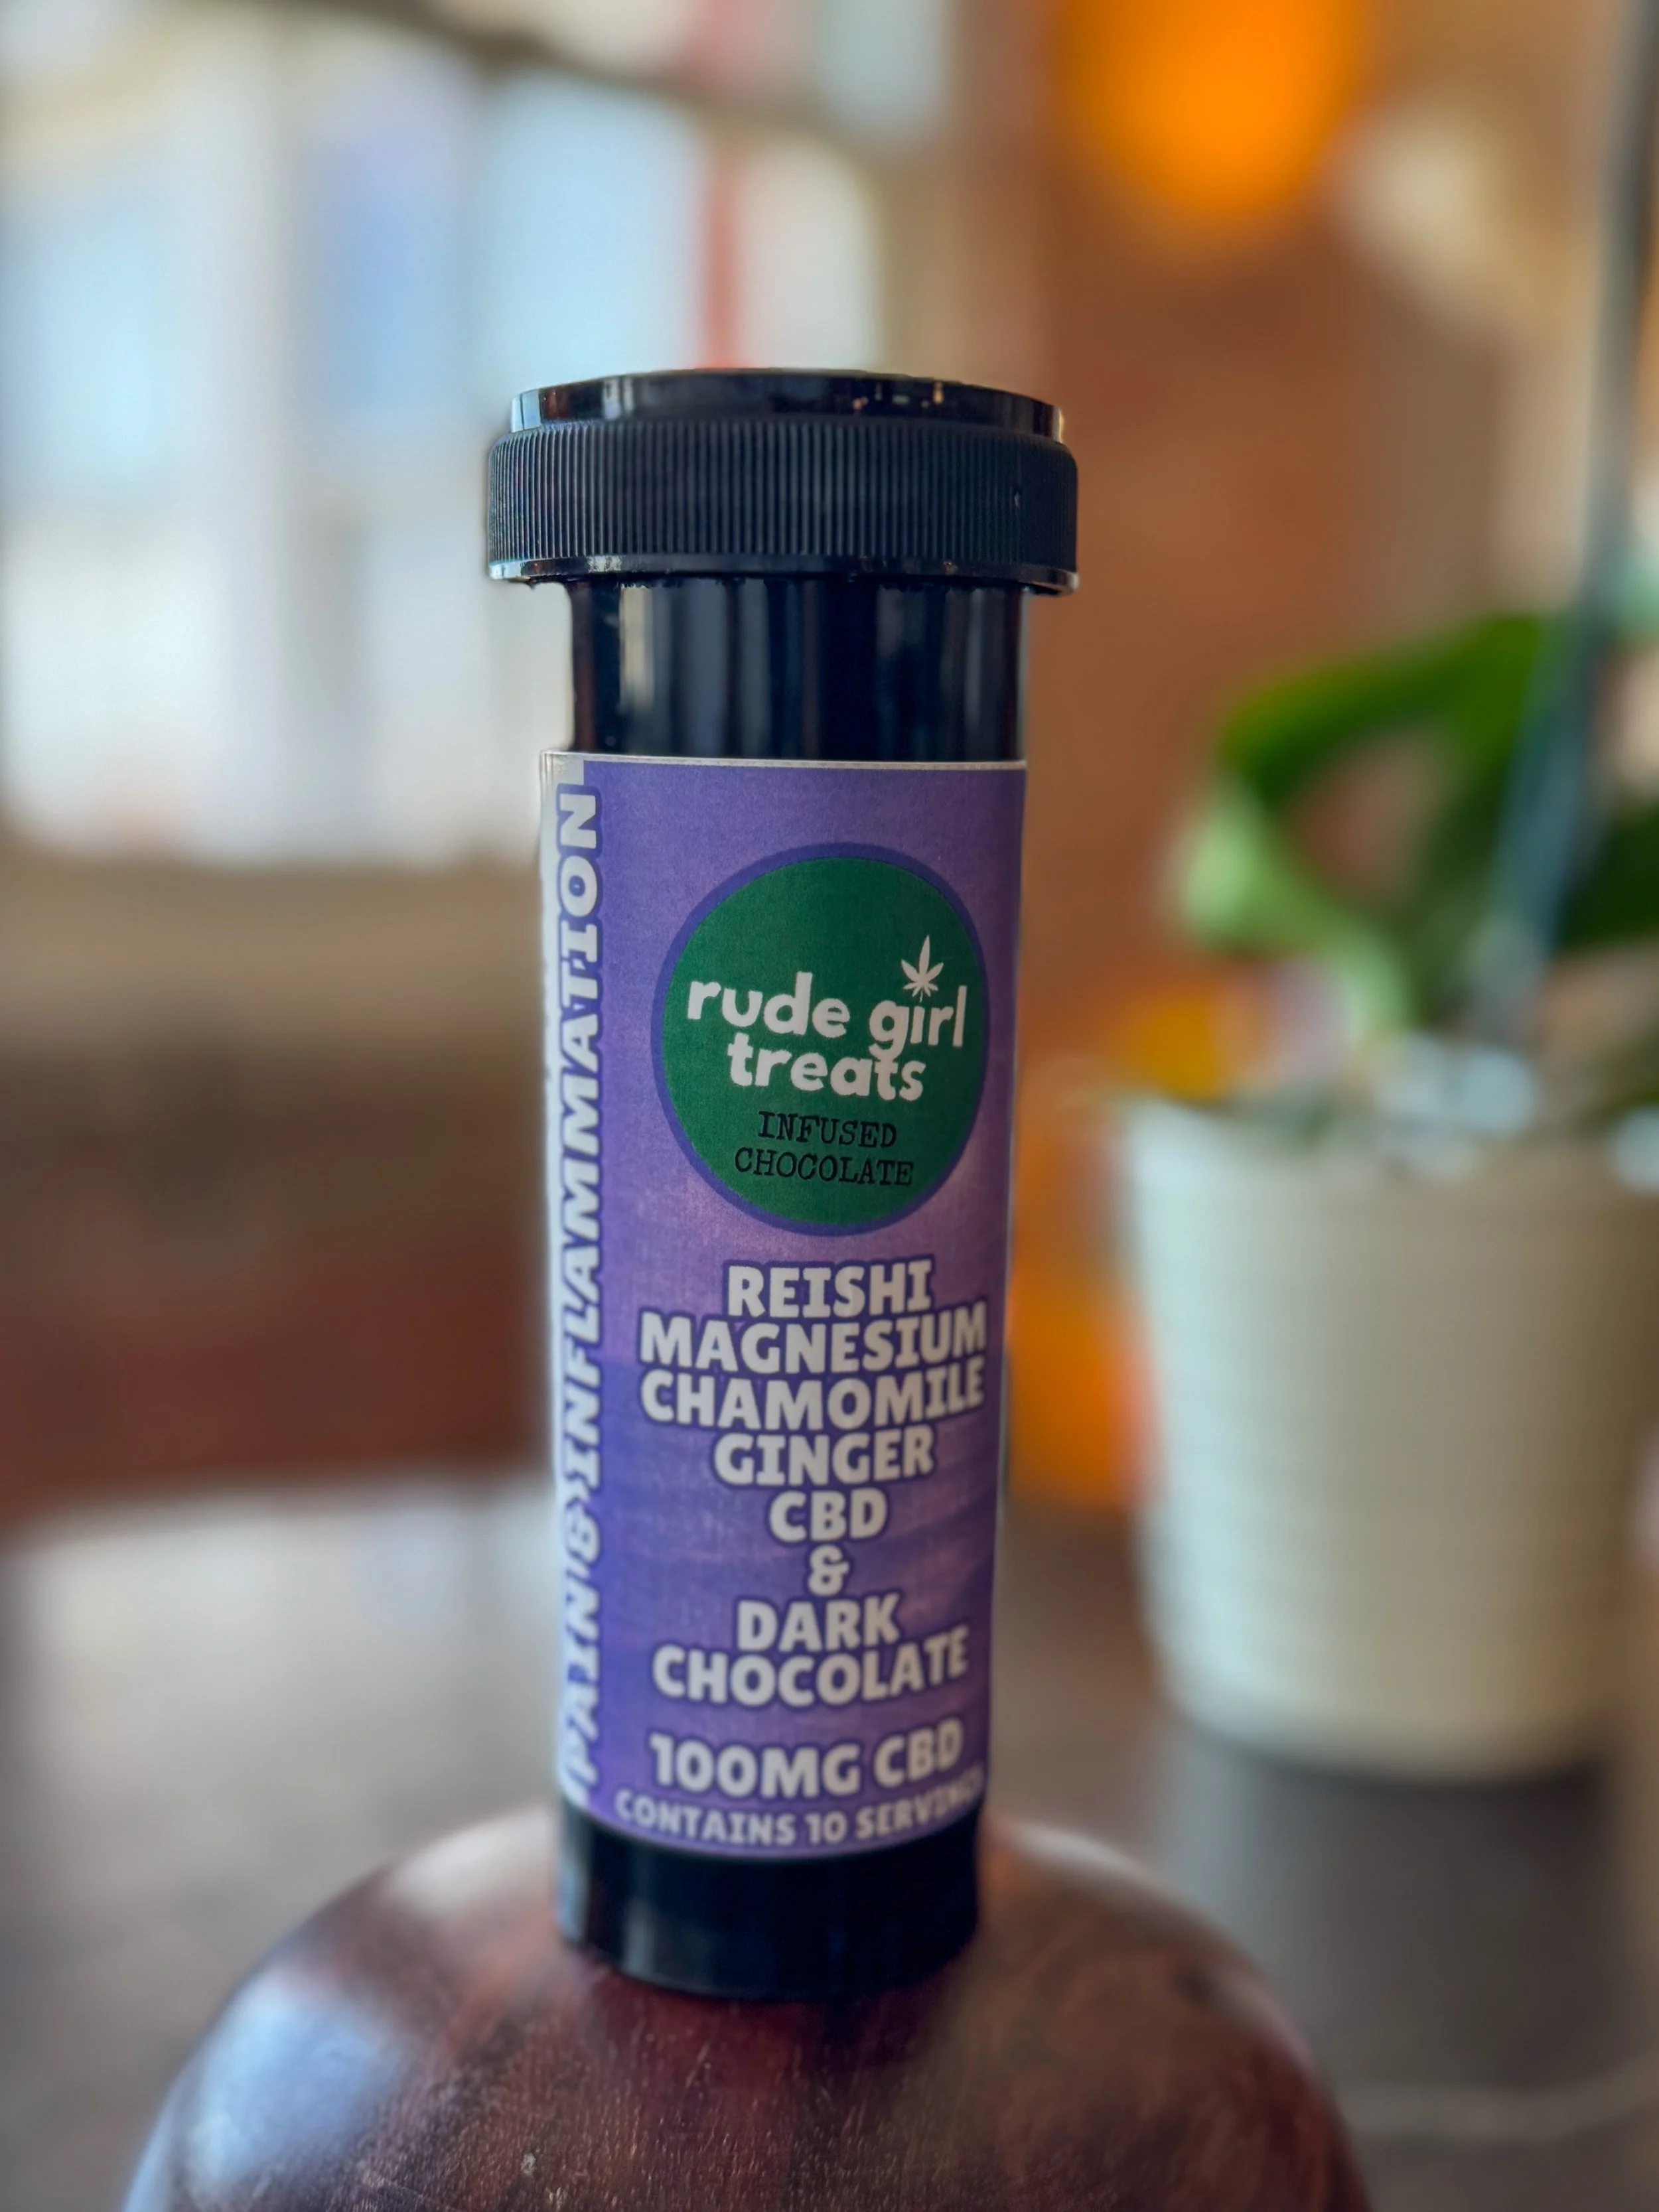 rude girl
treats
INFUSED
CHOCOLATE
REISHI
MAGNESIUM
CHAMOMILE
GINGER
CBD
&
DARK
CHOCOLATE
100MG CBD
CONTAINS 10 SERVINGS
PAIN & INFLAMMATION